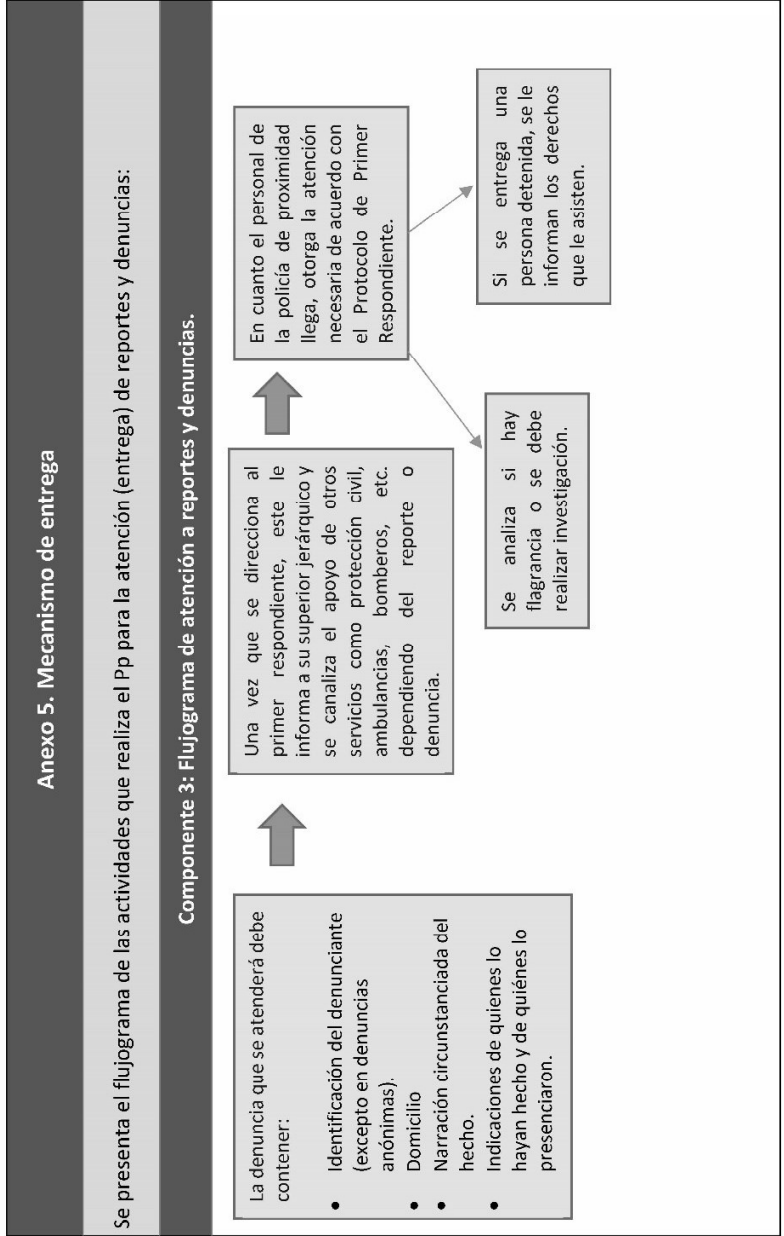 Anexo 5. Mecanismo de entrega
Se presenta el flujograma de las actividades que realiza el Pp para la atención (entrega) de reportes y denuncias:
Componente 3: Flujograma de atención a reportes y denuncias.
La denuncia que se atenderá debe
contener:
• Identificación del denunciante
(excepto en denuncias
anónimas).
• Domicilio
• Narración circunstanciada del
hecho.
• Indicaciones de quienes lo
hayan hecho y de quiénes lo
presenciaron.
Una vez que se direcciona al
primer respondiente, este le
informa a su superior jerárquico y
se canaliza el apoyo de otros
servicios como protección civil,
ambulancias, bomberos, etc.
dependiendo del reporte o
denuncia.
En cuanto el personal de
la policía de proximidad
llega, otorga la atención
necesaria de acuerdo con
el Protocolo de Primer
Respondiente.
Se analiza si hay
flagrancia o se debe
realizar investigación.
Si se entrega una
persona detenida, se le
informan los derechos
que le asisten.